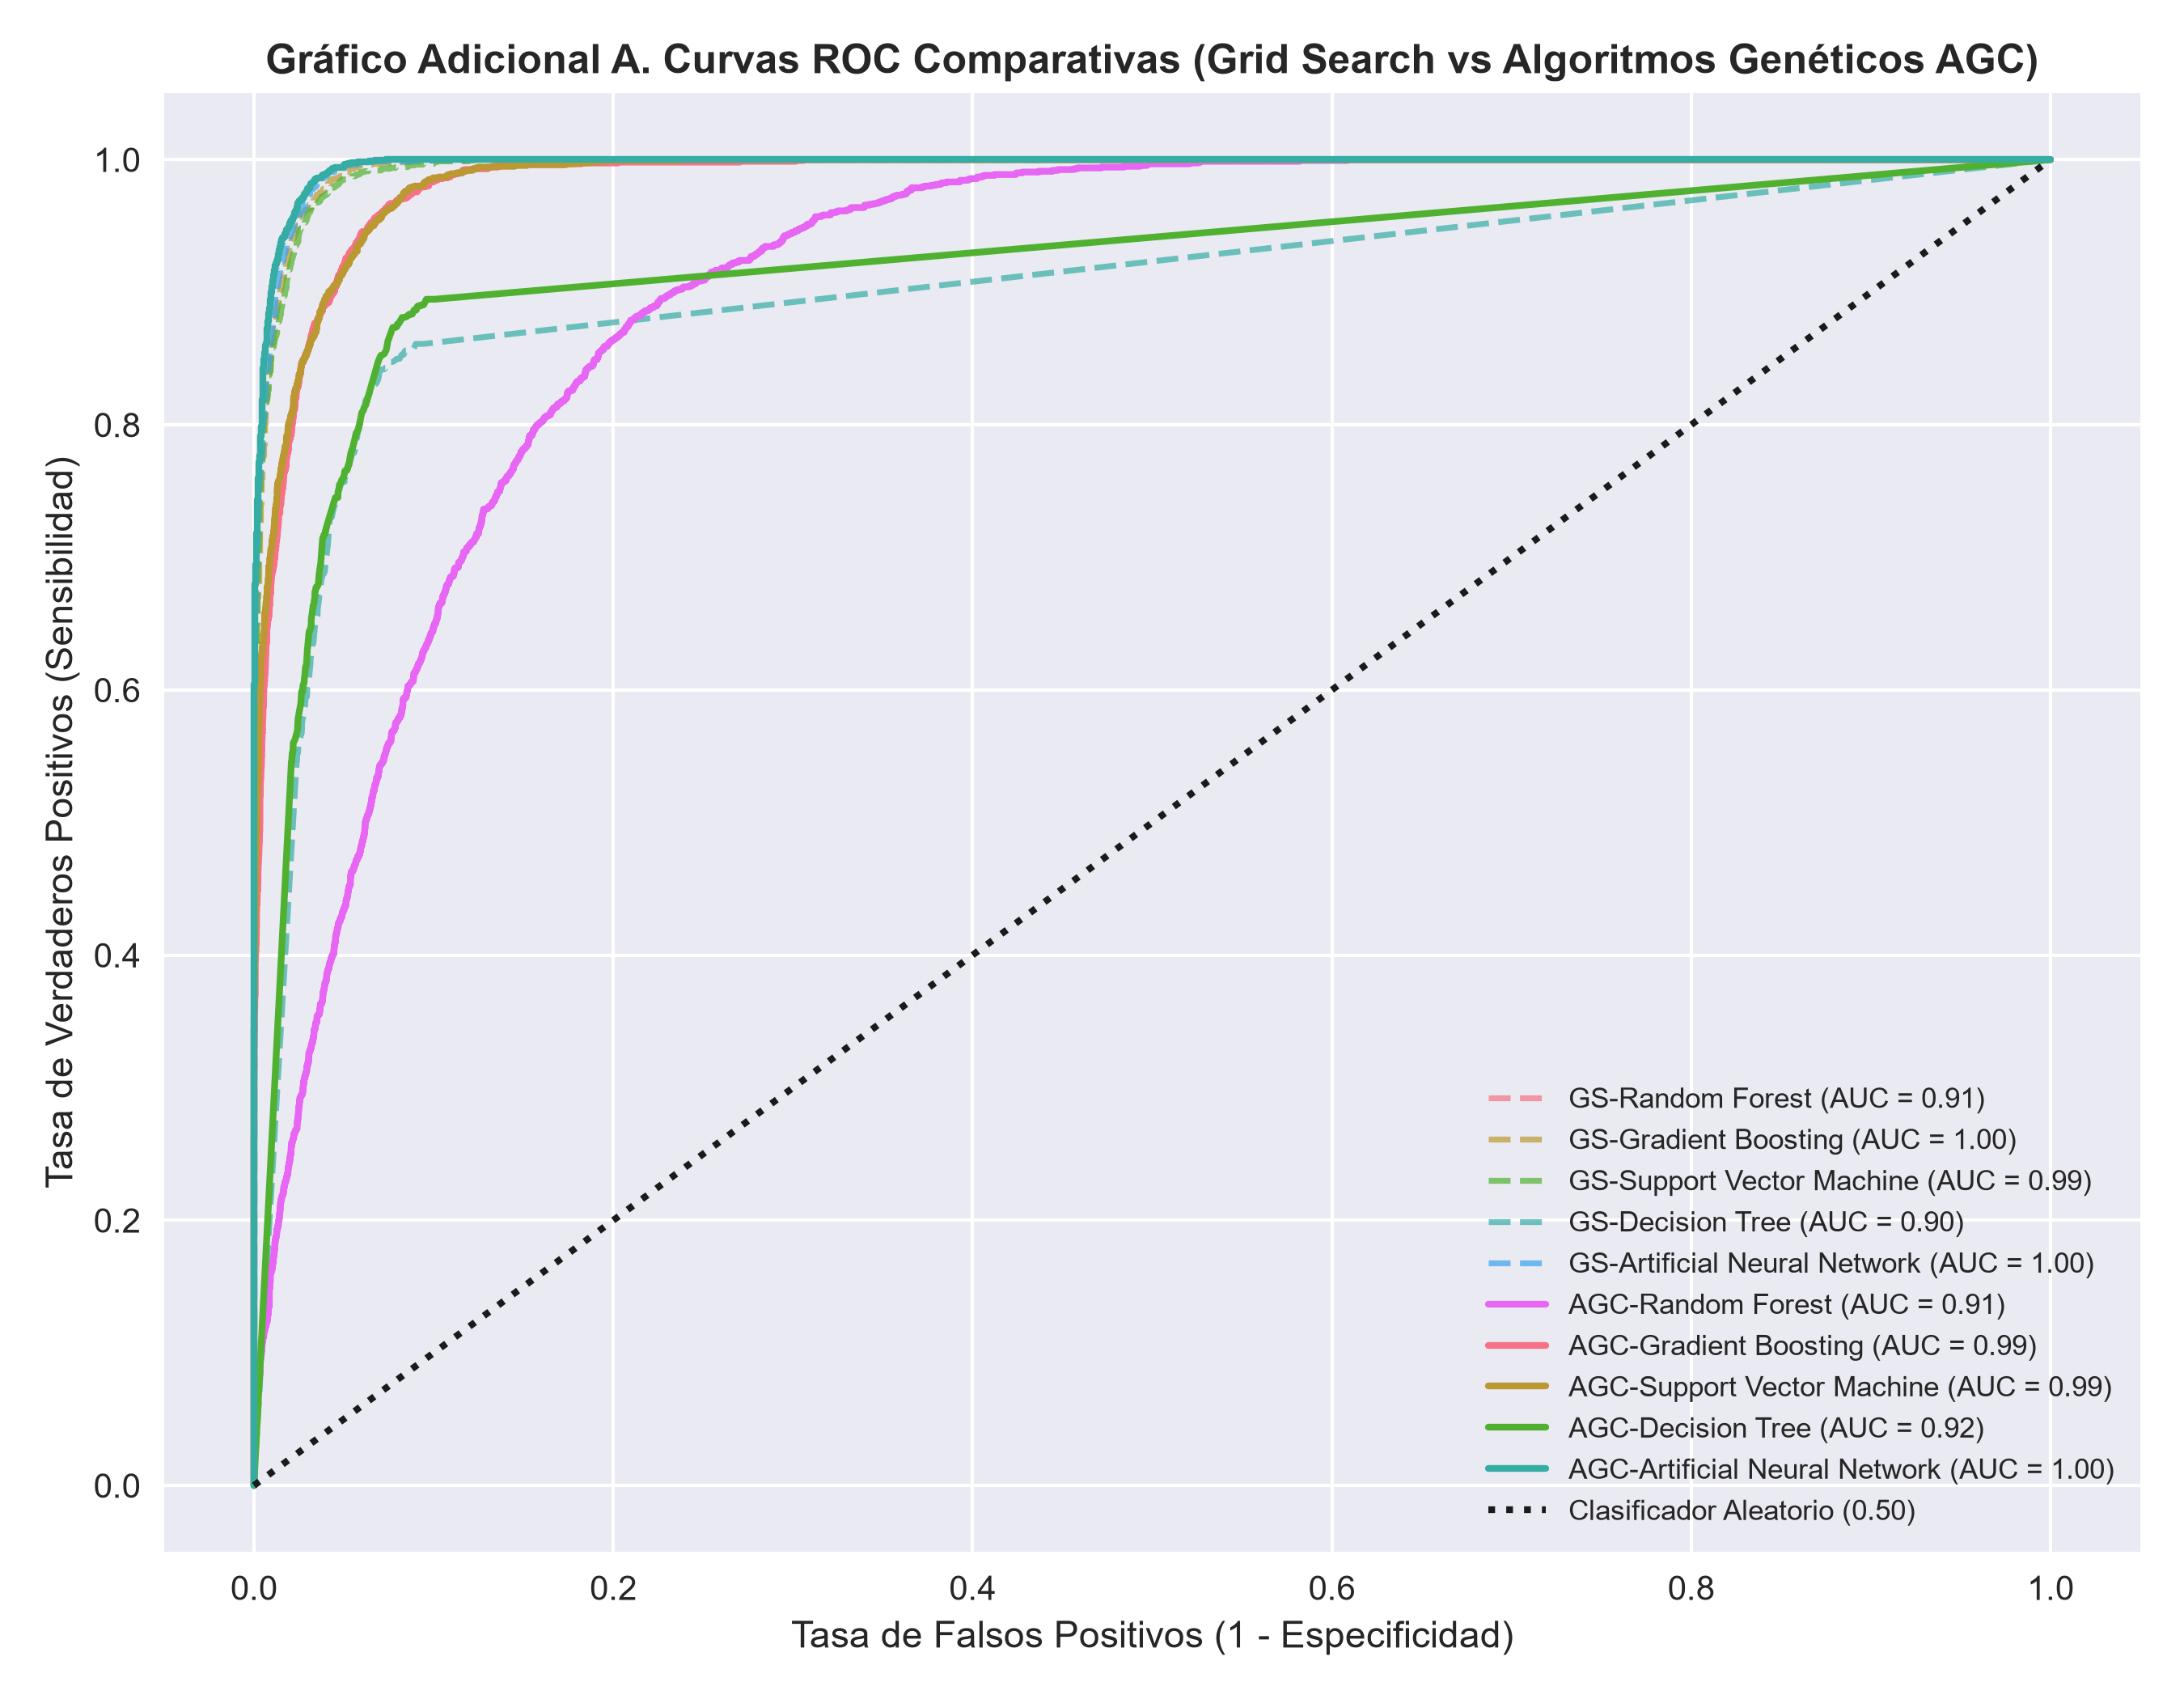 Gráfico Adicional A. Curvas ROC Comparativas (Grid Search vs Algoritmos Genéticos AGC)
Tasa de Verdaderos Positivos (Sensibilidad)
1.0
0.8
0.6
0.4
0.2
0.0
GS-Random Forest (AUC = 0.91)
GS-Gradient Boosting (AUC = 1.00)
GS-Support Vector Machine (AUC = 0.99)
GS-Decision Tree (AUC = 0.90)
GS-Artificial Neural Network (AUC = 1.00)
AGC-Random Forest (AUC = 0.91)
AGC-Gradient Boosting (AUC = 0.99)
AGC-Support Vector Machine (AUC = 0.99)
AGC-Decision Tree (AUC = 0.92)
AGC-Artificial Neural Network (AUC = 1.00)
Clasificador Aleatorio (0.50)
0.0 0.2 0.4 0.6 0.8 1.0
Tasa de Falsos Positivos (1 - Especificidad)